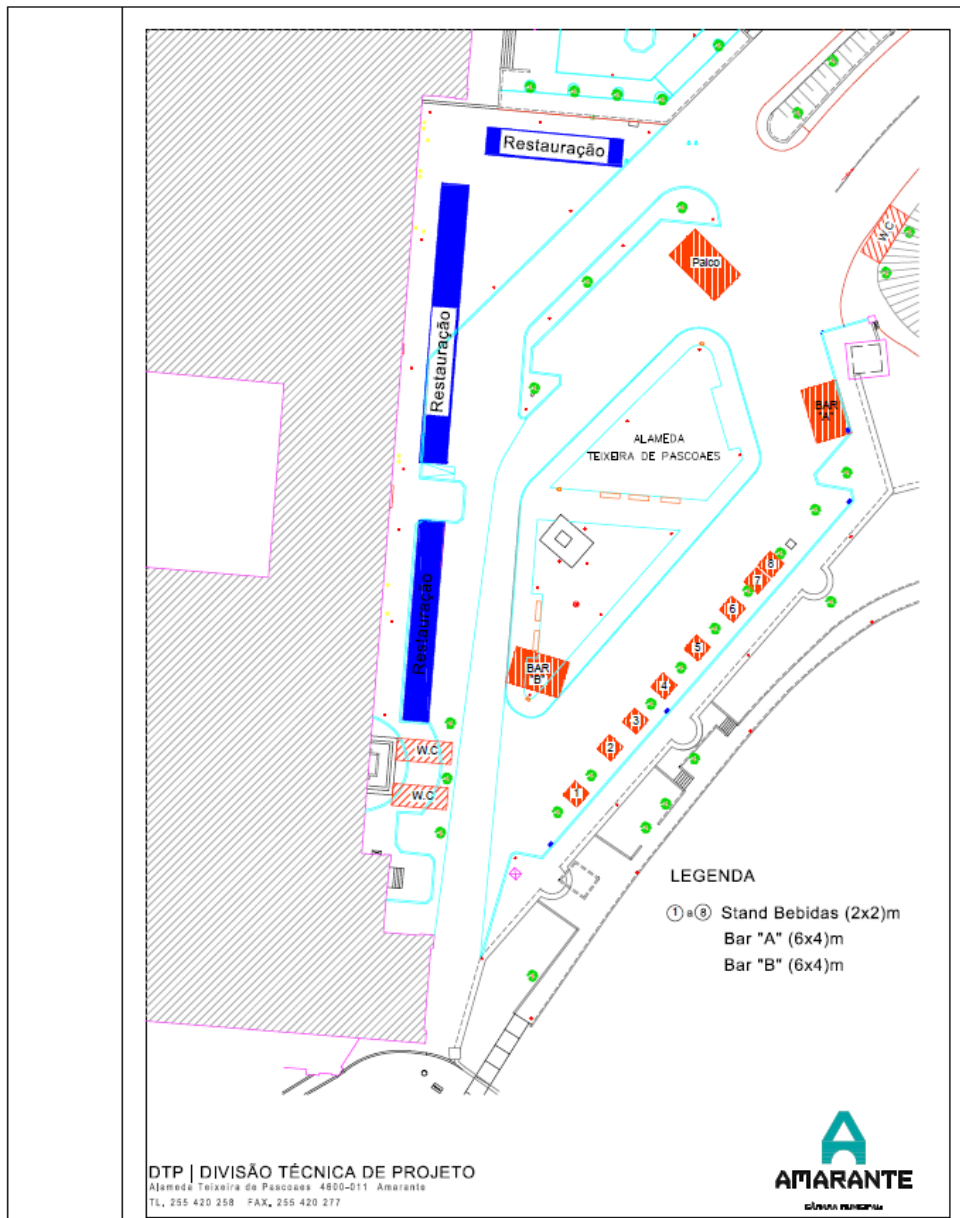 Restauração
Palco
W.C
Restauração
BAR
"A"
ALAMEDA
TEIXEIRA DE PASCOAES
8
7
6
Restauração
5
BAR
"B"
4
3
2
W.C
W.C
1
LEGENDA
1 a 8 Stand Bebidas (2x2)m
Bar "A" (6x4)m
Bar "B" (6x4)m
DTP | DIVISÃO TÉCNICA DE PROJETO
Alameda Teixeira de Pascoaes 4600-011 Amarante
TL. 255 420 258 FAX. 255 420 277
AMARANTE
CÂMARA MUNICIPAL